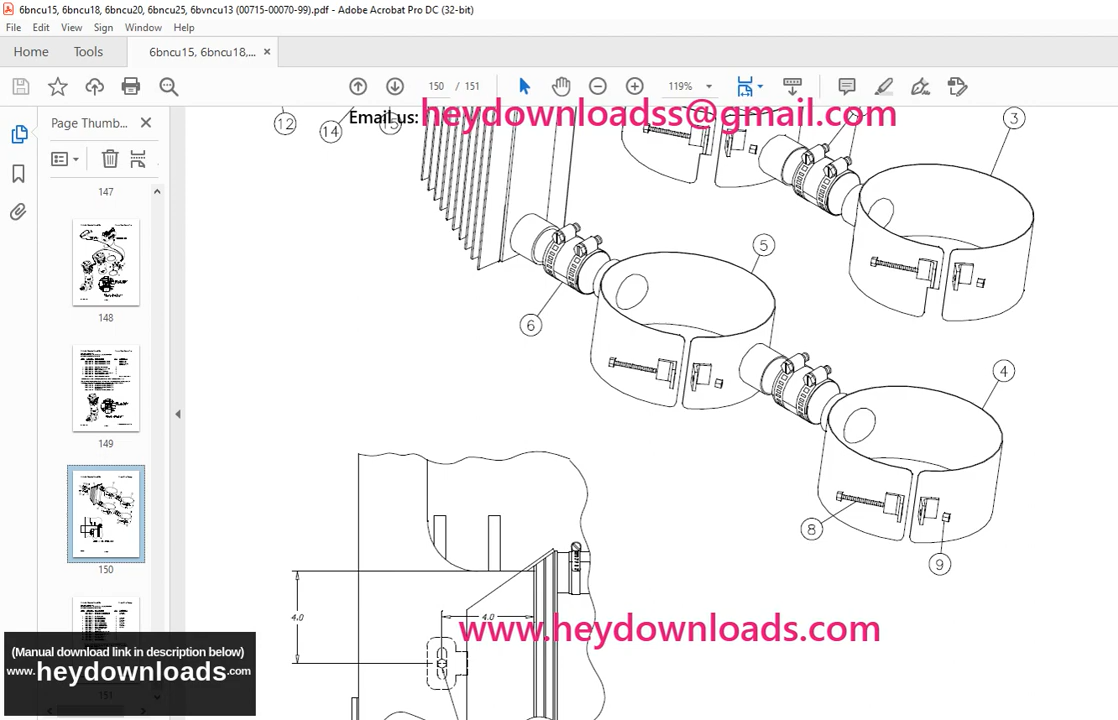 6bncu15, 6bncu18, 6bncu20, 6bncu25, 6bvncu13 (00715-00070-99).pdf - Adobe Acrobat Pro DC (32-bit)
File Edit View Sign Window Help
Home Tools 6bncu15, 6bncu18,... ×
150 / 151 119%
Page Thumb...
147
148
149
150
151
12
14
15
Email us: heydownloadss@gmail.com
3
5
6
4
8
9
4.0
4.0
www.heydownloads.com
(Manual download link in description below)
www.heydownloads.com